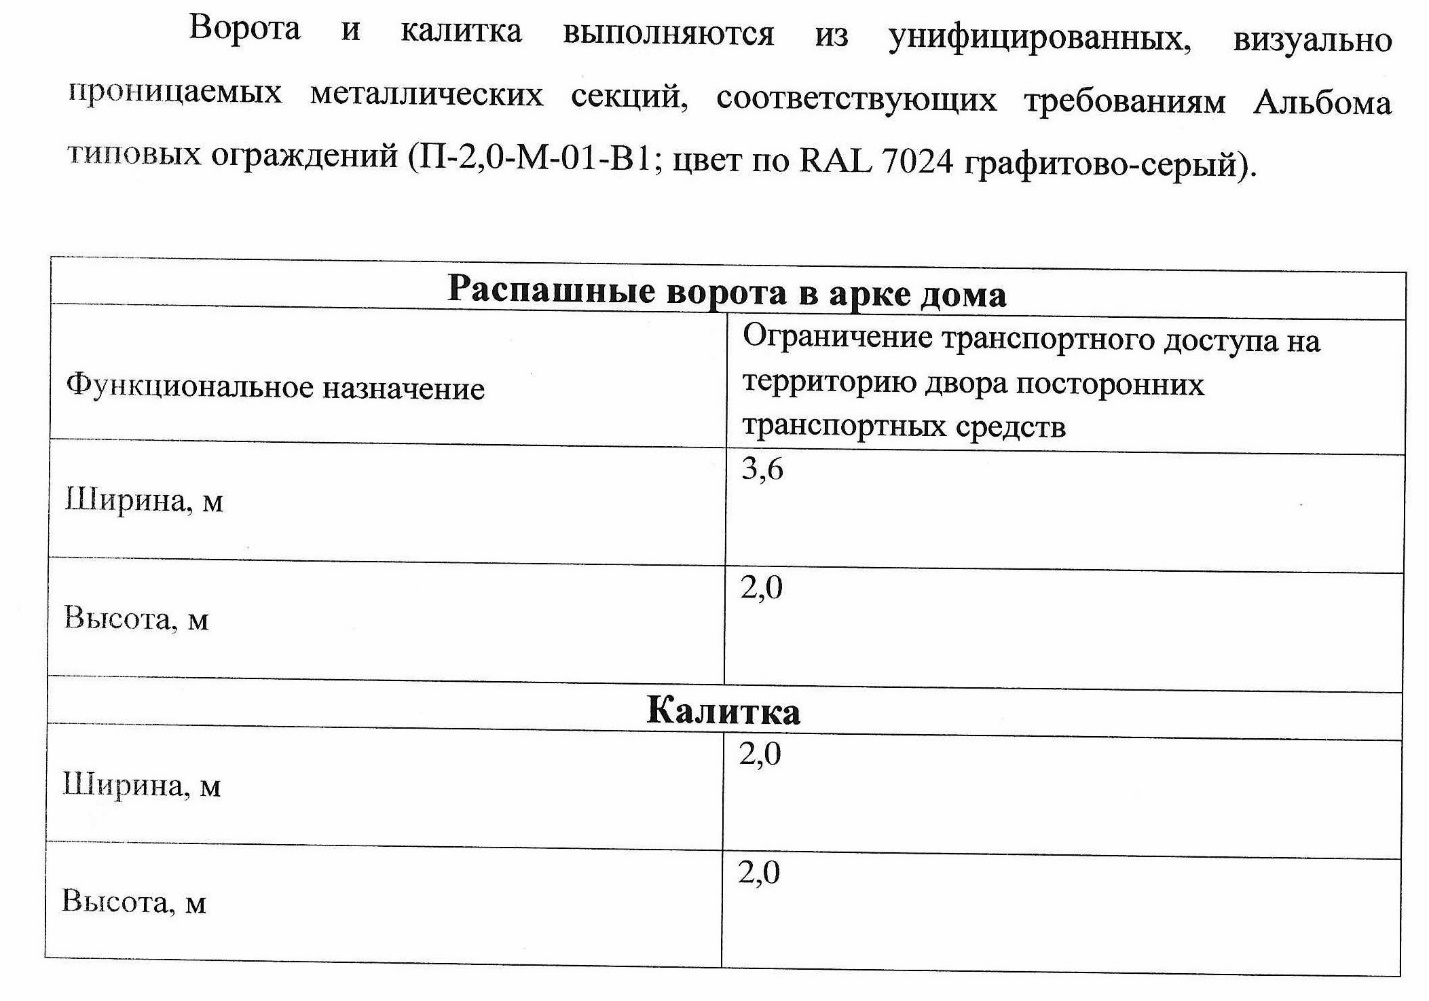 Ворота и калитка выполняются из унифицированных, визуально
проницаемых металлических секций, соответствующих требованиям Альбома
типовых ограждений (П-2,0-М-01-В1; цвет по RAL 7024 графитово-серый).
Распашные ворота в арке дома
Функциональное назначение
Ограничение транспортного доступа на
территорию двора посторонних
транспортных средств
Ширина, м
3,6
Высота, м
2,0
Калитка
Ширина, м
2,0
Высота, м
2,0